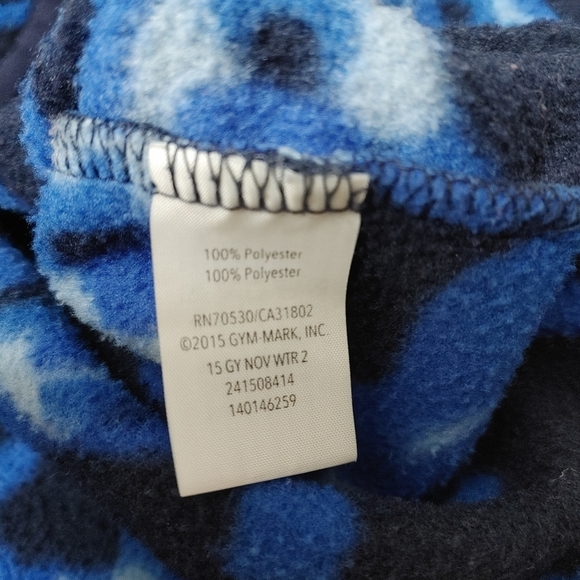 100% Polyester
100% Polyester
RN70530/CA31802
©2015 GYM-MARK, INC.
15 GY NOV WTR 2
241508414
140146259